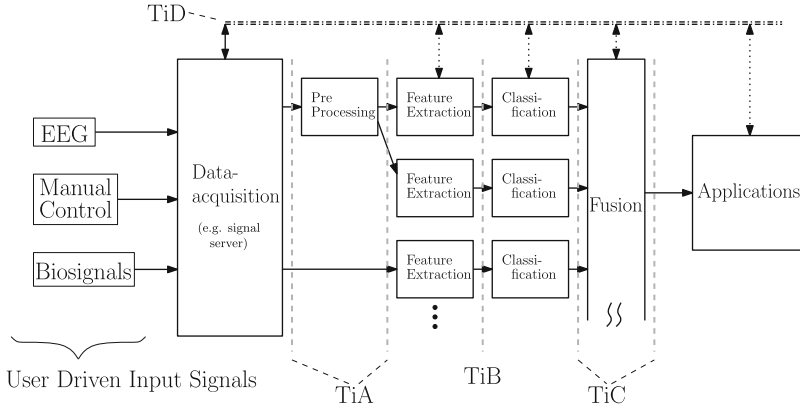 TiD
EEG
Manual
Control
Biosignals
User Driven Input Signals
Data-
acquisition
(e.g. signal
server)
Pre
Processing
Feature
Extraction
Classi-
fication
Feature
Extraction
Classi-
fication
Feature
Extraction
Classi-
fication
Fusion
Applications
TiA
TiB
TiC